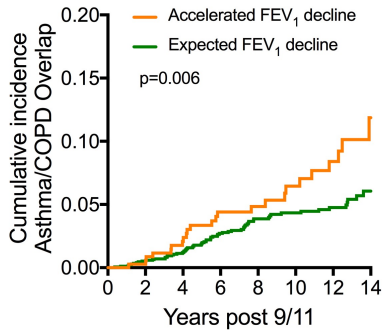 Accelerated FEV1 decline
Expected FEV1 decline
p=0.006
Cumulative incidence
Asthma/COPD Overlap
0.20
0.15
0.10
0.05
0.00
0 2 4 6 8 10 12 14
Years post 9/11